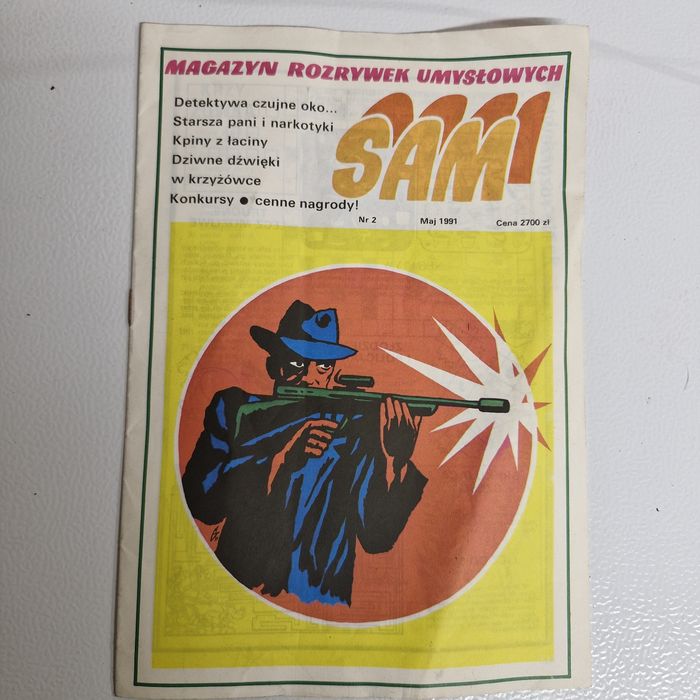 MAGAZYN ROZRYWEK UMYSŁOWYCH
Detektywa czujne oko...
Starsza pani i narkotyki
Kpiny z łaciny
Dziwne dźwięki
w krzyżówce
Konkursy ● cenne nagrody!
SAM
Nr 2 Maj 1991 Cena 2700 zł